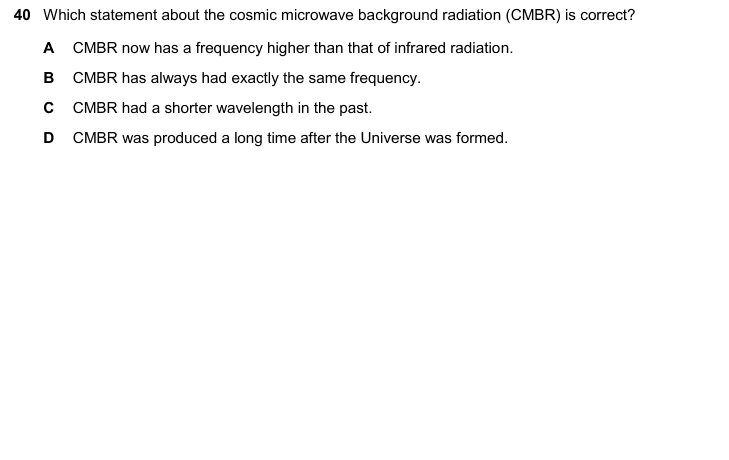 40 Which statement about the cosmic microwave background radiation (CMBR) is correct?
A CMBR now has a frequency higher than that of infrared radiation.
B CMBR has always had exactly the same frequency.
C CMBR had a shorter wavelength in the past.
D CMBR was produced a long time after the Universe was formed.